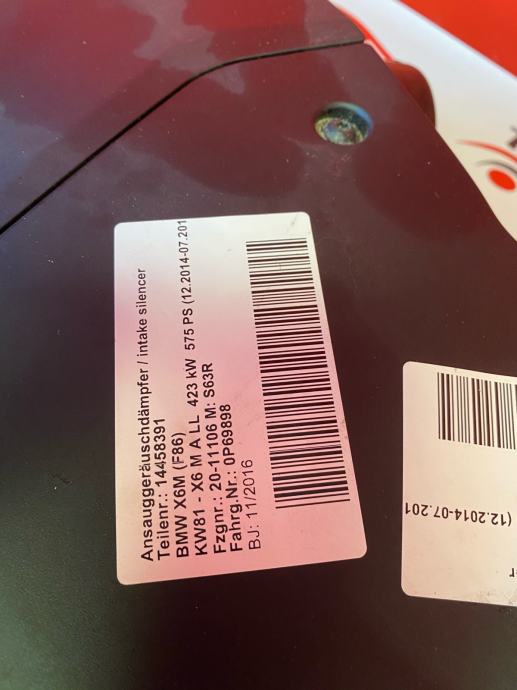 Ansauggeräuschdämpfer / intake silencer
Teilenr.: 14458391
BMW X6M (F86)
KW81 - X6 M A LL 423 kW 575 PS (12.2014-07.201
Fzgnr.: 20-11106 M: S63R
Fahrg.Nr.: 0P69898
BJ: 11/2016
(12.2014-07.201